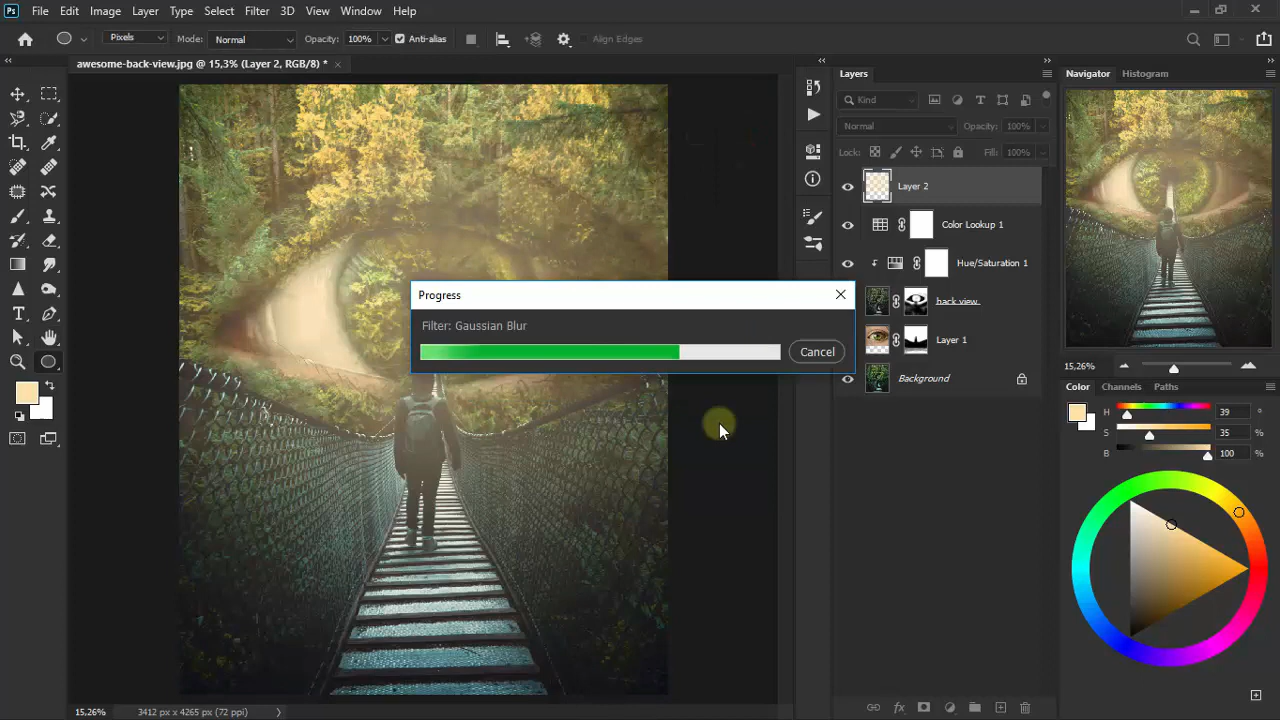 Ps File Edit Image Layer Type Select Filter 3D View Window Help
Pixels Mode: Normal Opacity: 100% Anti-alias Align Edges
awesome-back-view.jpg @ 15,3% (Layer 2, RGB/8) *
Layers
Kind
Normal Opacity: 100%
Lock: Fill: 100%
Layer 2
Color Lookup 1
Hue/Saturation 1
back view
Layer 1
Background
Progress
Filter: Gaussian Blur
Cancel
Navigator Histogram
15,26%
Color Channels Paths
H 39 °
S 35 %
B 100 %
15,26% 3412 px x 4265 px (72 ppi)